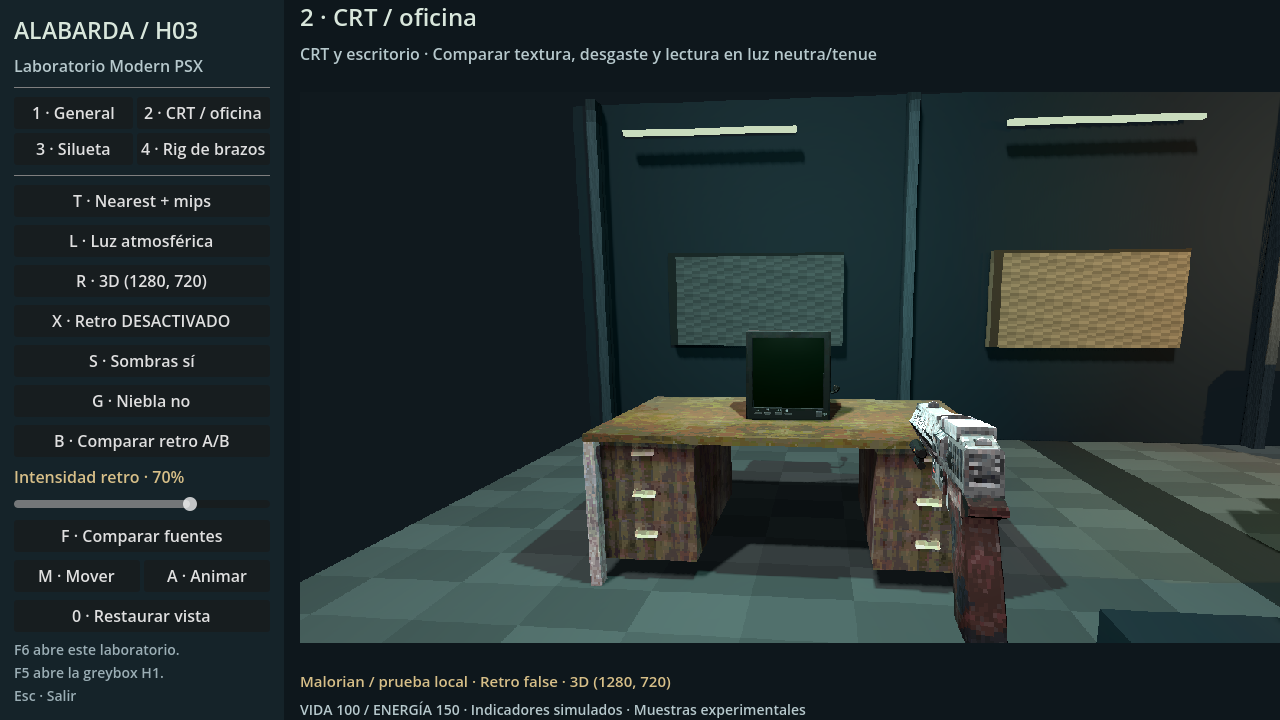 ALABARDA / H03
Laboratorio Modern PSX
1 · General
2 · CRT / oficina
3 · Silueta
4 · Rig de brazos
T · Nearest + mips
L · Luz atmosférica
R · 3D (1280, 720)
X · Retro DESACTIVADO
S · Sombras sí
G · Niebla no
B · Comparar retro A/B
Intensidad retro · 70%
F · Comparar fuentes
M · Mover
A · Animar
0 · Restaurar vista
F6 abre este laboratorio.
F5 abre la greybox H1.
Esc · Salir
2 · CRT / oficina
CRT y escritorio · Comparar textura, desgaste y lectura en luz neutra/tenue
Malorian / prueba local · Retro false · 3D (1280, 720)
VIDA 100 / ENERGÍA 150 · Indicadores simulados · Muestras experimentales